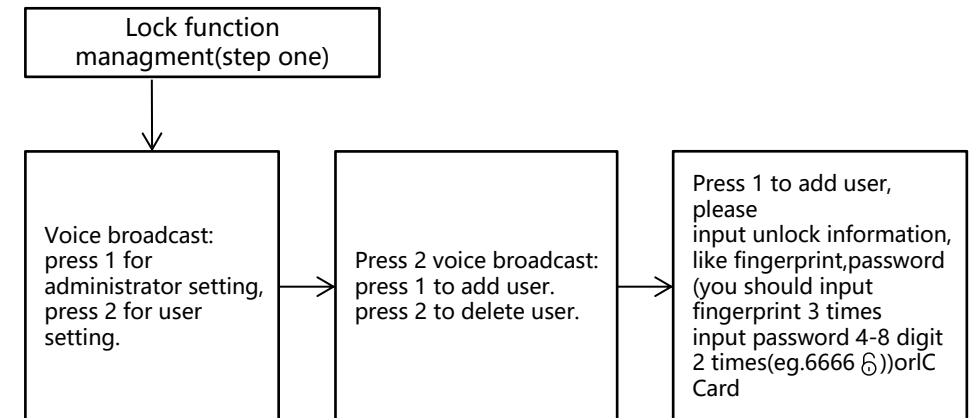 Lock function
managment(step one)
Voice broadcast:
press 1 for
administrator setting,
press 2 for user
setting.
Press 2 voice broadcast:
press 1 to add user.
press 2 to delete user.
Press 1 to add user,
please
input unlock information,
like fingerprint,password
(you should input
fingerprint 3 times
input password 4-8 digit
2 times(eg.6666 ))orIC
Card